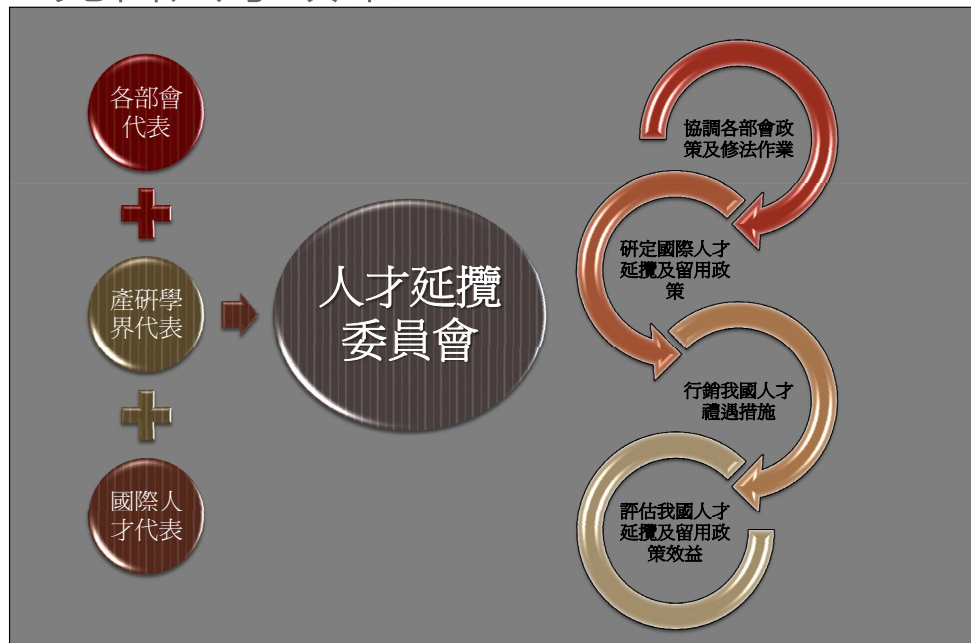 各部會
代表
產研學
界代表
國際人
才代表
人才延攬
委員會
協調各部會政
策及修法作業
研定國際人才
延攬及留用政
策
行銷我國人才
禮遇措施
評估我國人才
延攬及留用政
策效益